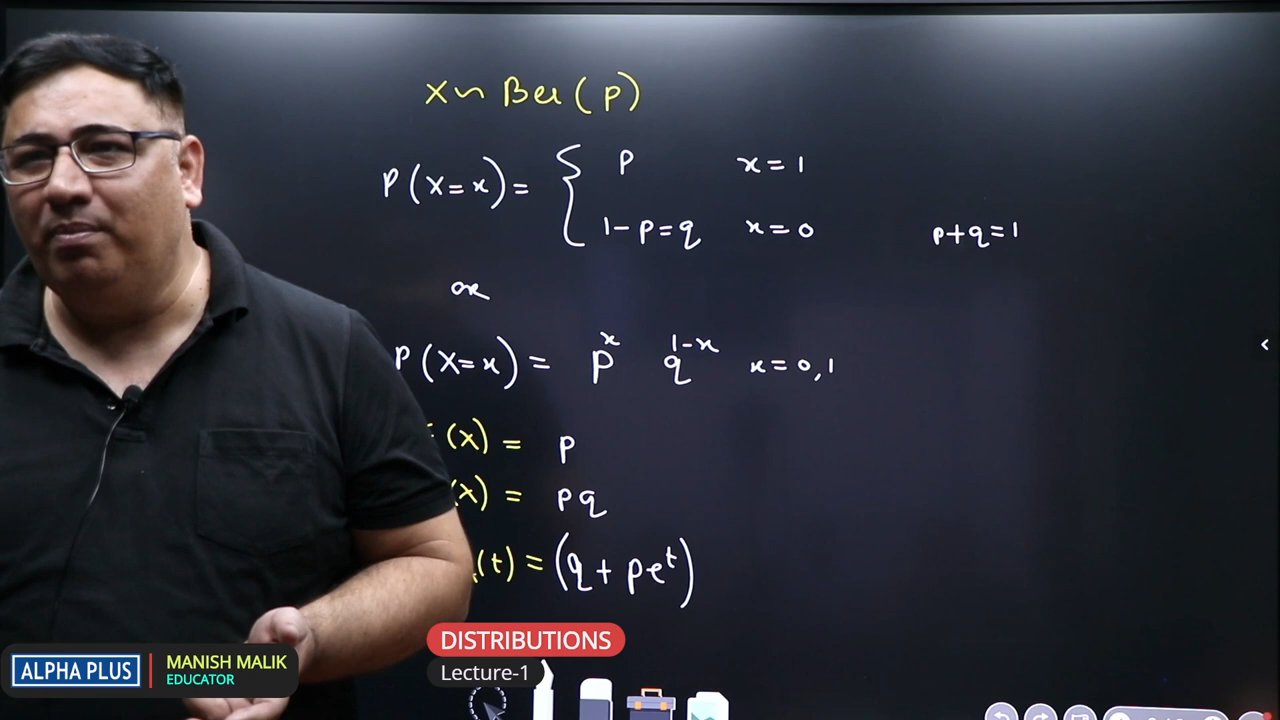 X ~ Ber(p)
P(X=x) = { p x=1
1-p=q x=0 p+q=1
or
P(X=x) = p^x q^{1-x} x=0,1
(x) = p
(x) = pq
(t) = (q + pe^t)
DISTRIBUTIONS
Lecture-1
ALPHA PLUS | MANISH MALIK
EDUCATOR